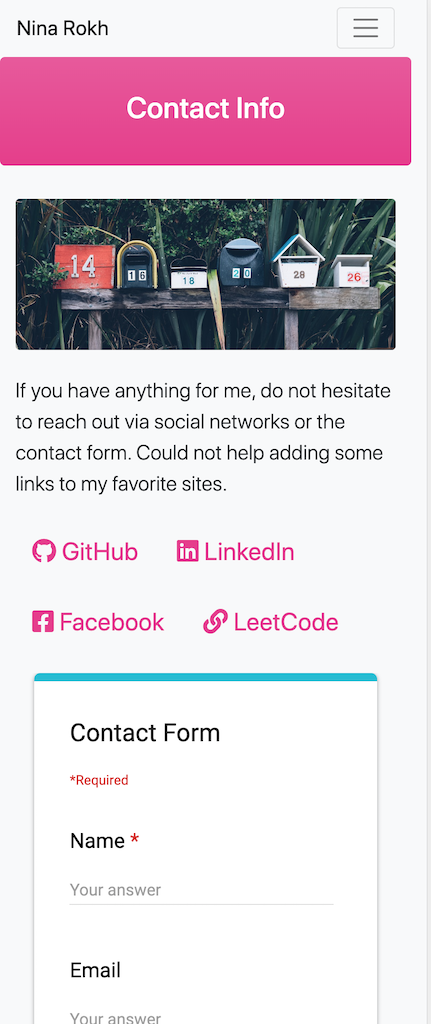 Nina Rokh
Contact Info
14
16
18
20
28
26
If you have anything for me, do not hesitate
to reach out via social networks or the
contact form. Could not help adding some
links to my favorite sites.
GitHub
LinkedIn
Facebook
LeetCode
Contact Form
*Required
Name *
Your answer
Email
Your answer